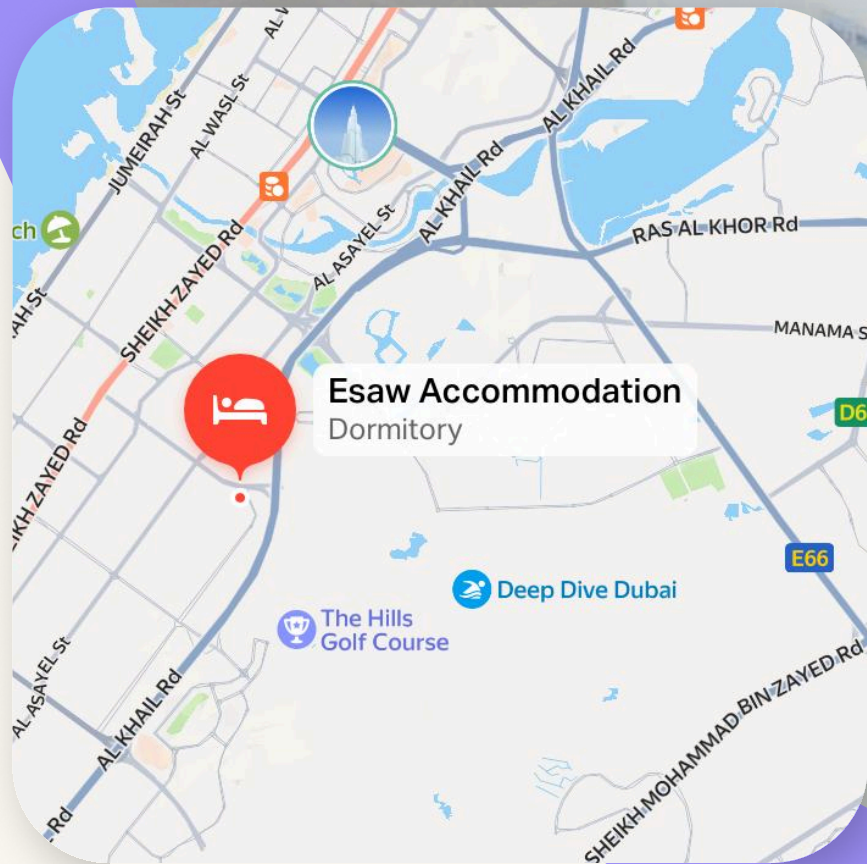 AL W
JUMEIRAH St
AL WASL St
AL KHAIL Rd
AL KHAIL Rd
RAS AL KHOR Rd
ch
AL ASAYEL St
SHEIKH ZAYED Rd
AH St
MANAMA S
Esaw Accommodation
Dormitory
D6
EIKH ZAYED Rd
E66
Deep Dive Dubai
The Hills
Golf Course
AL ASAYEL St
AL KHAIL Rd
SHEIKH MOHAMMAD BIN ZAYED Rd
Rd